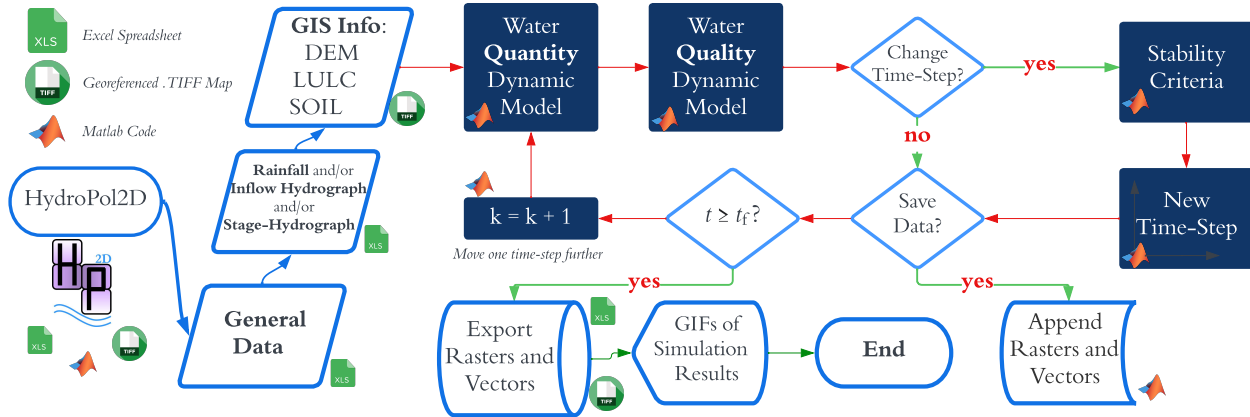 XLS
Excel Spreadsheet
TIFF
Georeferenced .TIFF Map
Matlab Code
HydroPol2D
2D
HP
XLS
TIFF
General
Data
XLS
Rainfall and/or
Inflow Hydrograph
and/or
Stage-Hydrograph
XLS
GIS Info:
DEM
LULC
SOIL
TIFF
Water
Quantity
Dynamic
Model
Water
Quality
Dynamic
Model
Change
Time-Step?
yes
Stability
Criteria
no
New
Time-Step
Save
Data?
t ≥ tf?
k = k + 1
Move one time-step further
yes
yes
Export
Rasters and
Vectors
XLS
TIFF
GIFs of
Simulation
Results
End
Append
Rasters and
Vectors